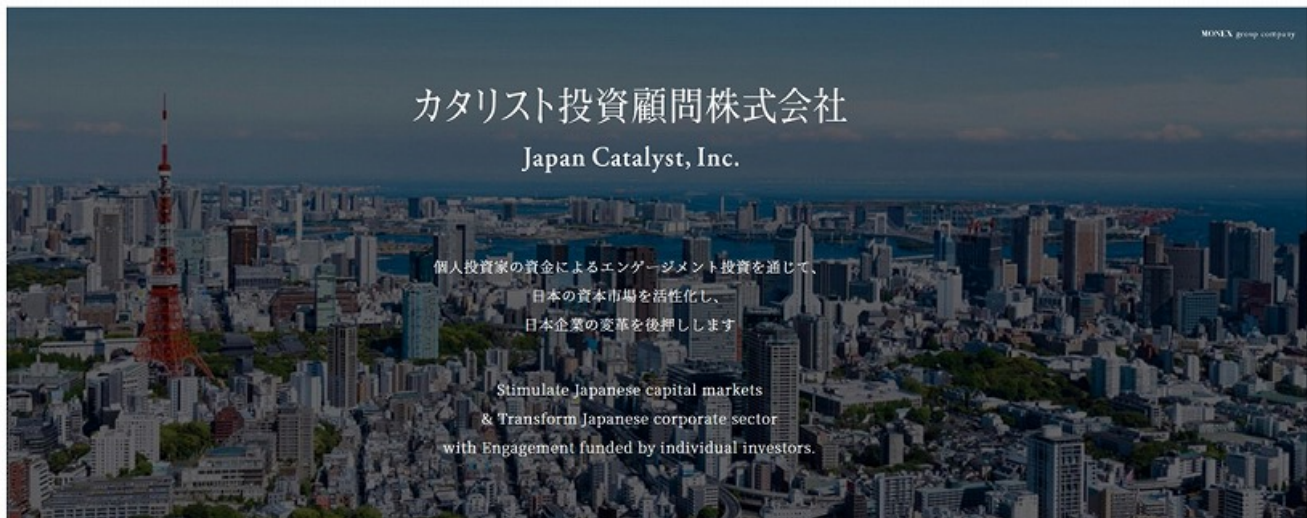 MONEX group company
カタリスト投資顧問株式会社
Japan Catalyst, Inc.
個人投資家の資金によるエンゲージメント投資を通じて、
日本の資本市場を活性化し、
日本企業の変革を後押しします
Stimulate Japanese capital markets
& Transform Japanese corporate sector
with Engagement funded by individual investors.